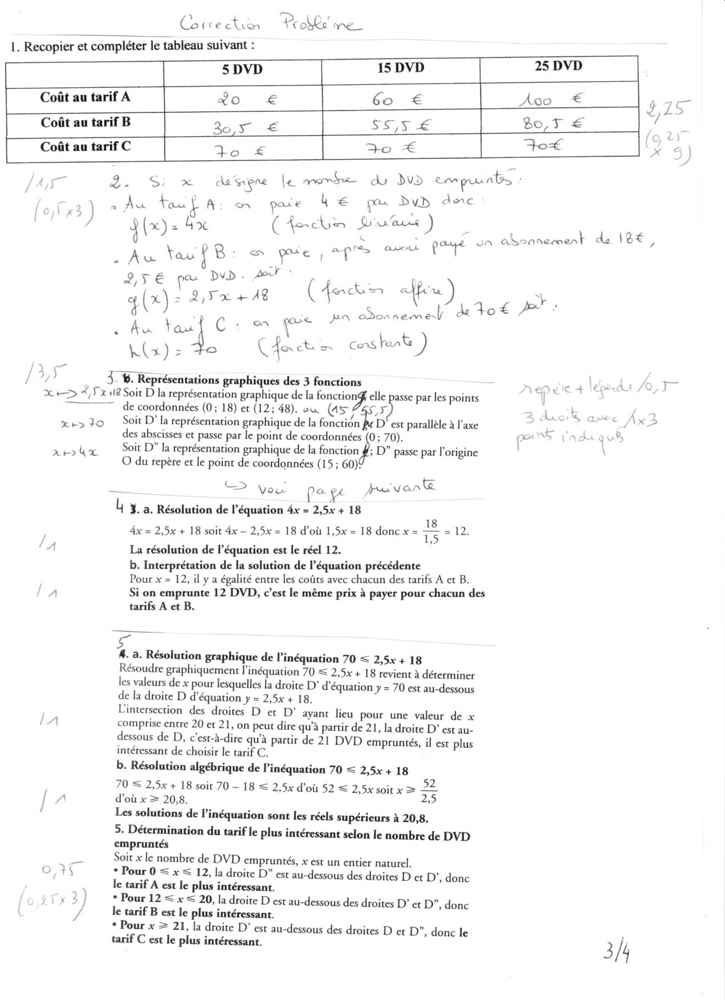 Correction Problème
1. Recopier et compléter le tableau suivant :
5 DVD 15 DVD 25 DVD
Coût au tarif A 20 € 60 € 100 €
Coût au tarif B 30,5 € 55,5 € 80,5 €
Coût au tarif C 70 € 70 € 70€
2,25
(0,25
x 9)
/1,5
(0,5x3)
2. Si x désigne le nombre de DVD empruntés :
• Au tarif A : on paie 4 € par DVD donc :
f(x) = 4x (fonction linéaire)
• Au tarif B : on paie, après avoir payé un abonnement de 18€,
2,5€ par DVD. soit :
g(x) = 2,5x + 18 (fonction affine)
• Au tarif C : on paie un abonnement de 70€ soit :
h(x) = 70 (fonction constante)
/3,5
3. b. Représentations graphiques des 3 fonctions
x ↦ 2,5x+18 Soit D la représentation graphique de la fonction g, elle passe par les points
de coordonnées (0 ; 18) et (12 ; 48). ou (15 ; 55,5)
x ↦ 70 Soit D' la représentation graphique de la fonction h; D' est parallèle à l'axe
des abscisses et passe par le point de coordonnées (0 ; 70).
x ↦ 4x Soit D" la représentation graphique de la fonction f; D" passe par l'origine
O du repère et le point de coordonnées (15 ; 60).
repère + légende /0,5
3 droites avec /1x3
points indiqués
↳ voir page suivante
4 3. a. Résolution de l'équation 4x = 2,5x + 18
4x = 2,5x + 18 soit 4x – 2,5x = 18 d'où 1,5x = 18 donc x = 18/1,5 = 12.
/1
La résolution de l'équation est le réel 12.
b. Interprétation de la solution de l'équation précédente
Pour x = 12, il y a égalité entre les coûts avec chacun des tarifs A et B.
/1
Si on emprunte 12 DVD, c'est le même prix à payer pour chacun des
tarifs A et B.
5
4. a. Résolution graphique de l'inéquation 70 ⩽ 2,5x + 18
Résoudre graphiquement l'inéquation 70 ⩽ 2,5x + 18 revient à déterminer
les valeurs de x pour lesquelles la droite D' d'équation y = 70 est au-dessous
de la droite D d'équation y = 2,5x + 18.
L'intersection des droites D et D' ayant lieu pour une valeur de x
/1
comprise entre 20 et 21, on peut dire qu'à partir de 21, la droite D' est au-
dessous de D, c'est-à-dire qu'à partir de 21 DVD empruntés, il est plus
intéressant de choisir le tarif C.
b. Résolution algébrique de l'inéquation 70 ⩽ 2,5x + 18
70 ⩽ 2,5x + 18 soit 70 – 18 ⩽ 2,5x d'où 52 ⩽ 2,5x soit x ⩾ 52/2,5
/1
d'où x ⩾ 20,8.
Les solutions de l'inéquation sont les réels supérieurs à 20,8.
5. Détermination du tarif le plus intéressant selon le nombre de DVD
empruntés
Soit x le nombre de DVD empruntés, x est un entier naturel.
0,75
(0,25x3)
• Pour 0 ⩽ x ⩽ 12, la droite D" est au-dessous des droites D et D', donc
le tarif A est le plus intéressant.
• Pour 12 ⩽ x ⩽ 20, la droite D est au-dessous des droites D' et D", donc
le tarif B est le plus intéressant.
• Pour x ⩾ 21, la droite D' est au-dessous des droites D et D", donc le
tarif C est le plus intéressant.
3/4